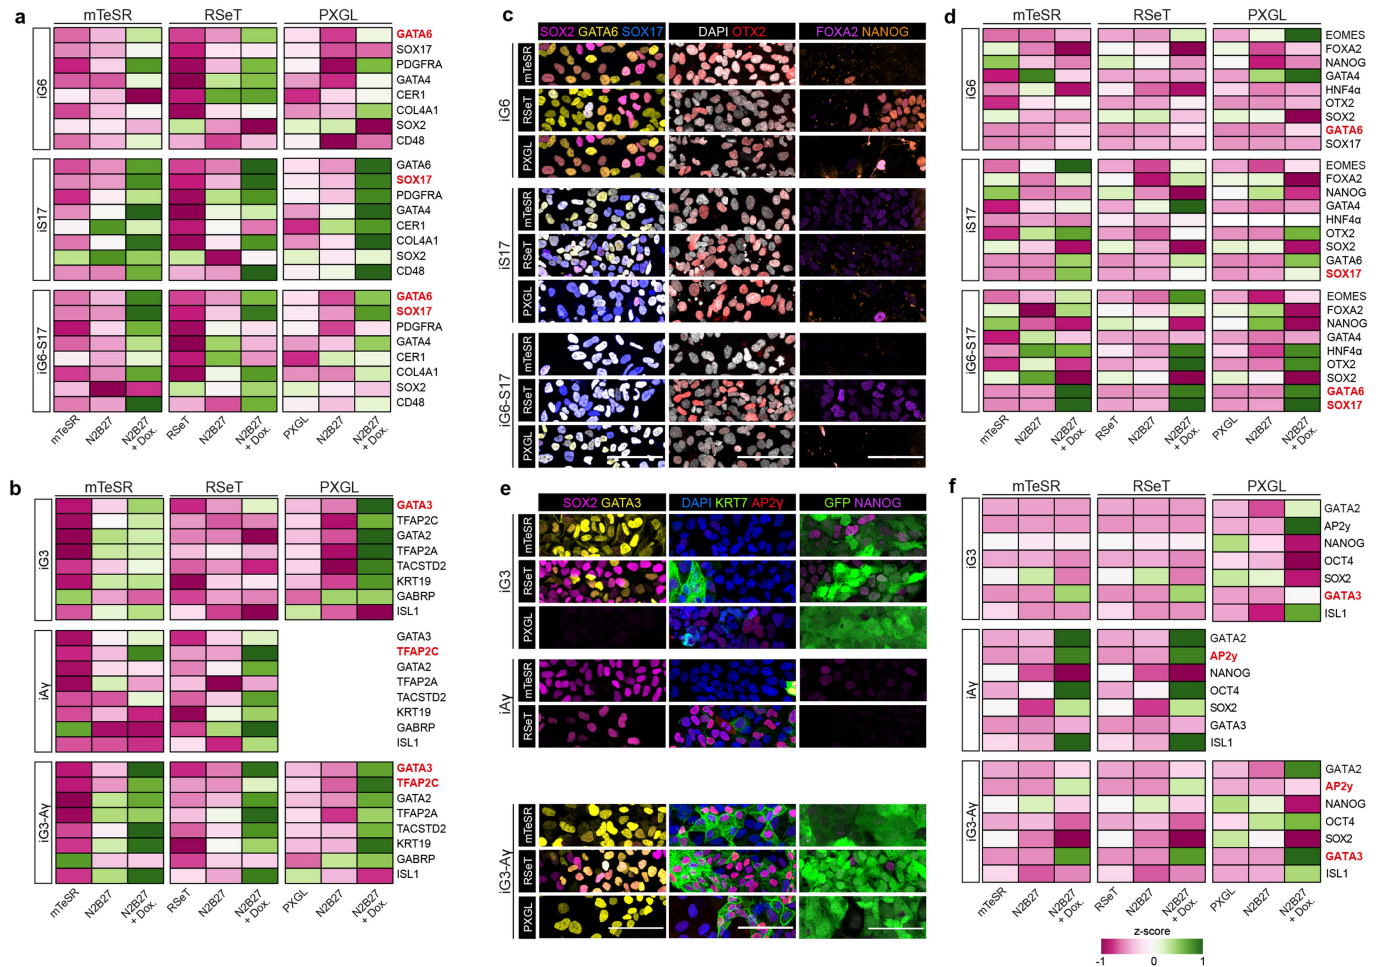 a
mTeSR RSeT PXGL
iG6
GATA6
SOX17
PDGFRA
GATA4
CER1
COL4A1
SOX2
CD48
iS17
GATA6
SOX17
PDGFRA
GATA4
CER1
COL4A1
SOX2
CD48
iG6-S17
GATA6
SOX17
PDGFRA
GATA4
CER1
COL4A1
SOX2
CD48
mTeSR N2B27 N2B27 + Dox. RSeT N2B27 N2B27 + Dox. PXGL N2B27 N2B27 + Dox.
b
mTeSR RSeT PXGL
iG3
GATA3
TFAP2C
GATA2
TFAP2A
TACSTD2
KRT19
GABRP
ISL1
iAγ
GATA3
TFAP2C
GATA2
TFAP2A
TACSTD2
KRT19
GABRP
ISL1
iG3-Aγ
GATA3
TFAP2C
GATA2
TFAP2A
TACSTD2
KRT19
GABRP
ISL1
mTeSR N2B27 N2B27 + Dox. RSeT N2B27 N2B27 + Dox. PXGL N2B27 N2B27 + Dox.
c
SOX2 GATA6 SOX17 DAPI OTX2 FOXA2 NANOG
iG6
mTeSR
RSeT
PXGL
iS17
mTeSR
RSeT
PXGL
iG6-S17
mTeSR
RSeT
PXGL
d
mTeSR RSeT PXGL
iG6
EOMES
FOXA2
NANOG
GATA4
HNF4α
OTX2
SOX2
GATA6
SOX17
iS17
EOMES
FOXA2
NANOG
GATA4
HNF4α
OTX2
SOX2
GATA6
SOX17
iG6-S17
EOMES
FOXA2
NANOG
GATA4
HNF4α
OTX2
SOX2
GATA6
SOX17
mTeSR N2B27 N2B27 + Dox. RSeT N2B27 N2B27 + Dox. PXGL N2B27 N2B27 + Dox.
e
SOX2 GATA3 DAPI KRT7 AP2γ GFP NANOG
iG3
mTeSR
RSeT
PXGL
iAγ
mTeSR
RSeT
iG3-Aγ
mTeSR
RSeT
PXGL
f
mTeSR RSeT PXGL
iG3
GATA2
AP2y
NANOG
OCT4
SOX2
GATA3
ISL1
iAγ
GATA2
AP2y
NANOG
OCT4
SOX2
GATA3
ISL1
iG3-Aγ
GATA2
AP2y
NANOG
OCT4
SOX2
GATA3
ISL1
mTeSR N2B27 N2B27 + Dox. RSeT N2B27 N2B27 + Dox. PXGL N2B27 N2B27 + Dox.
z-score
-1 0 1